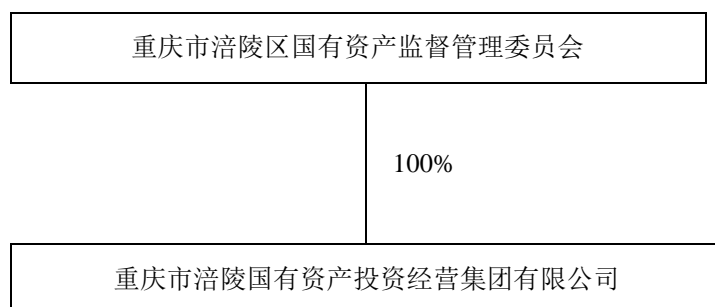 重庆市涪陵区国有资产监督管理委员会
100%
重庆市涪陵国有资产投资经营集团有限公司